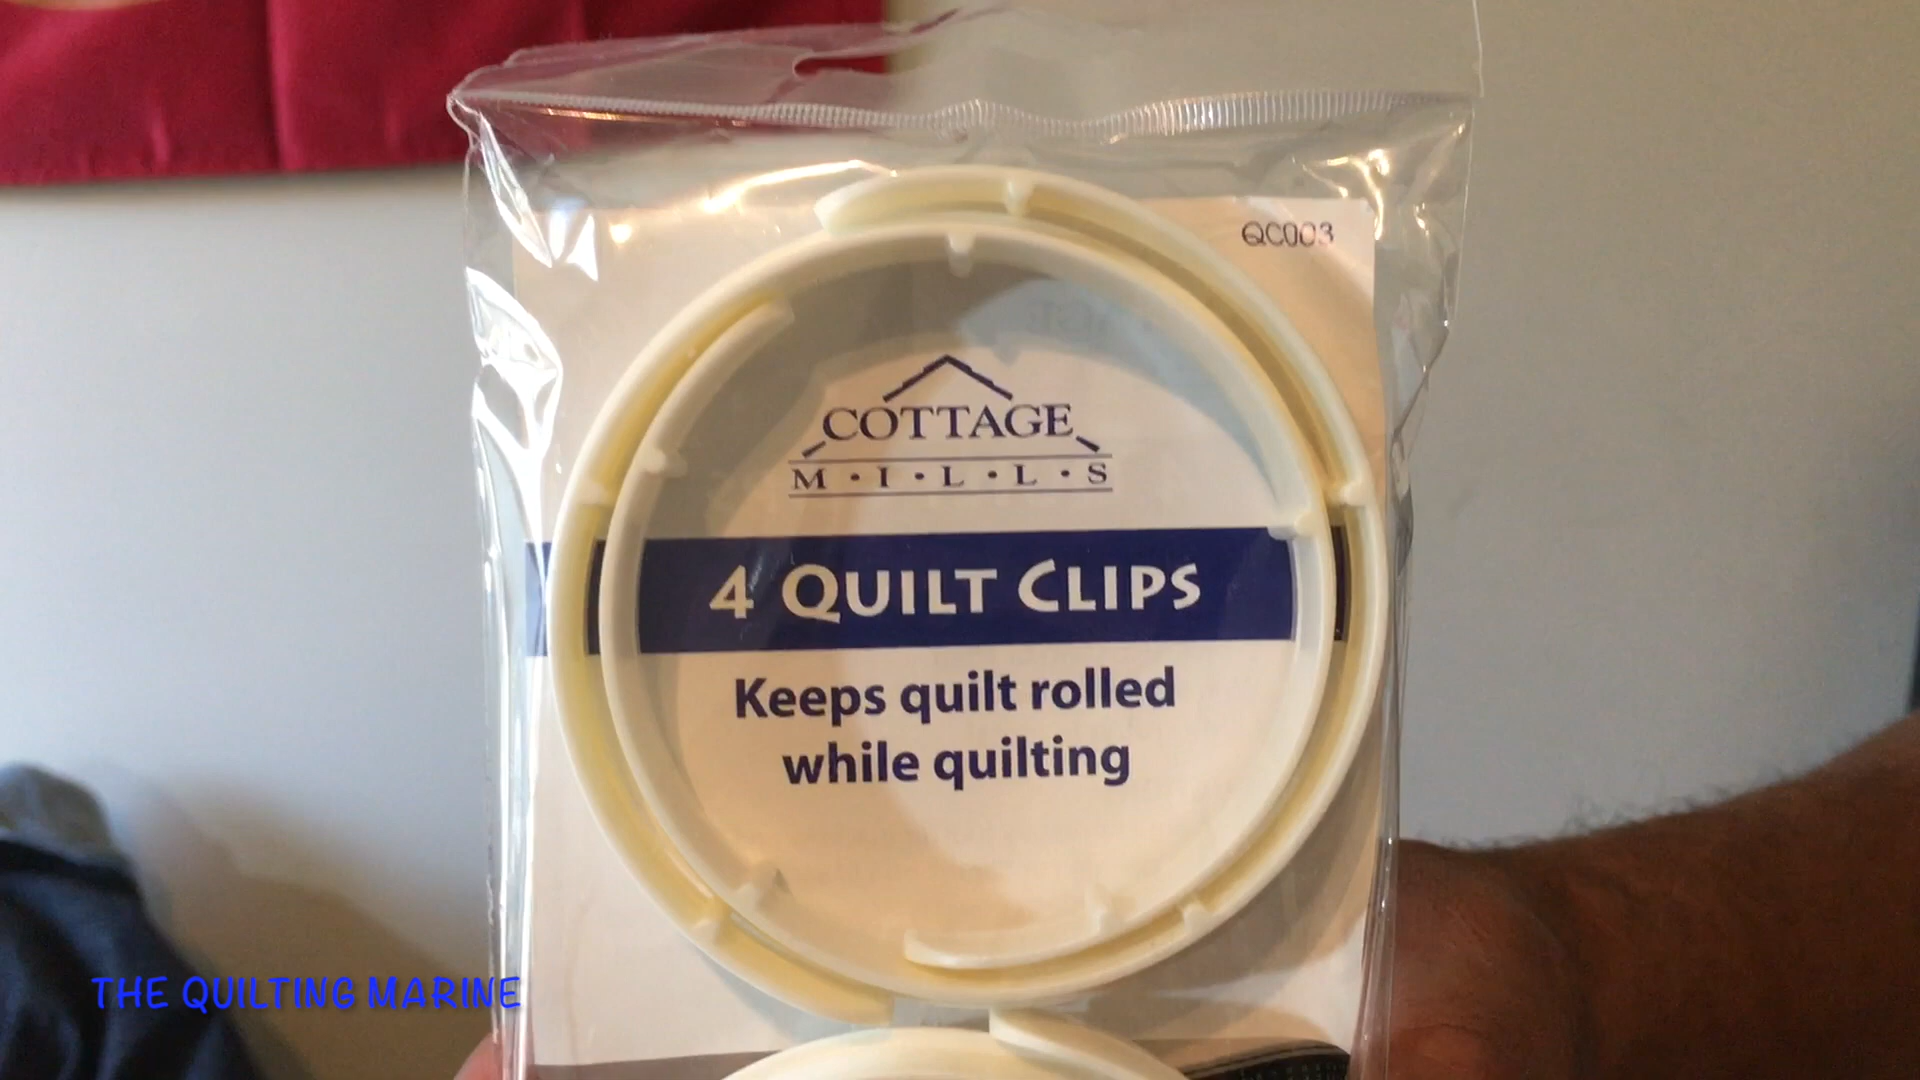 QC003
COTTAGE
M·I·L·L·S
4 QUILT CLIPS
Keeps quilt rolled
while quilting
THE QUILTING MARINE